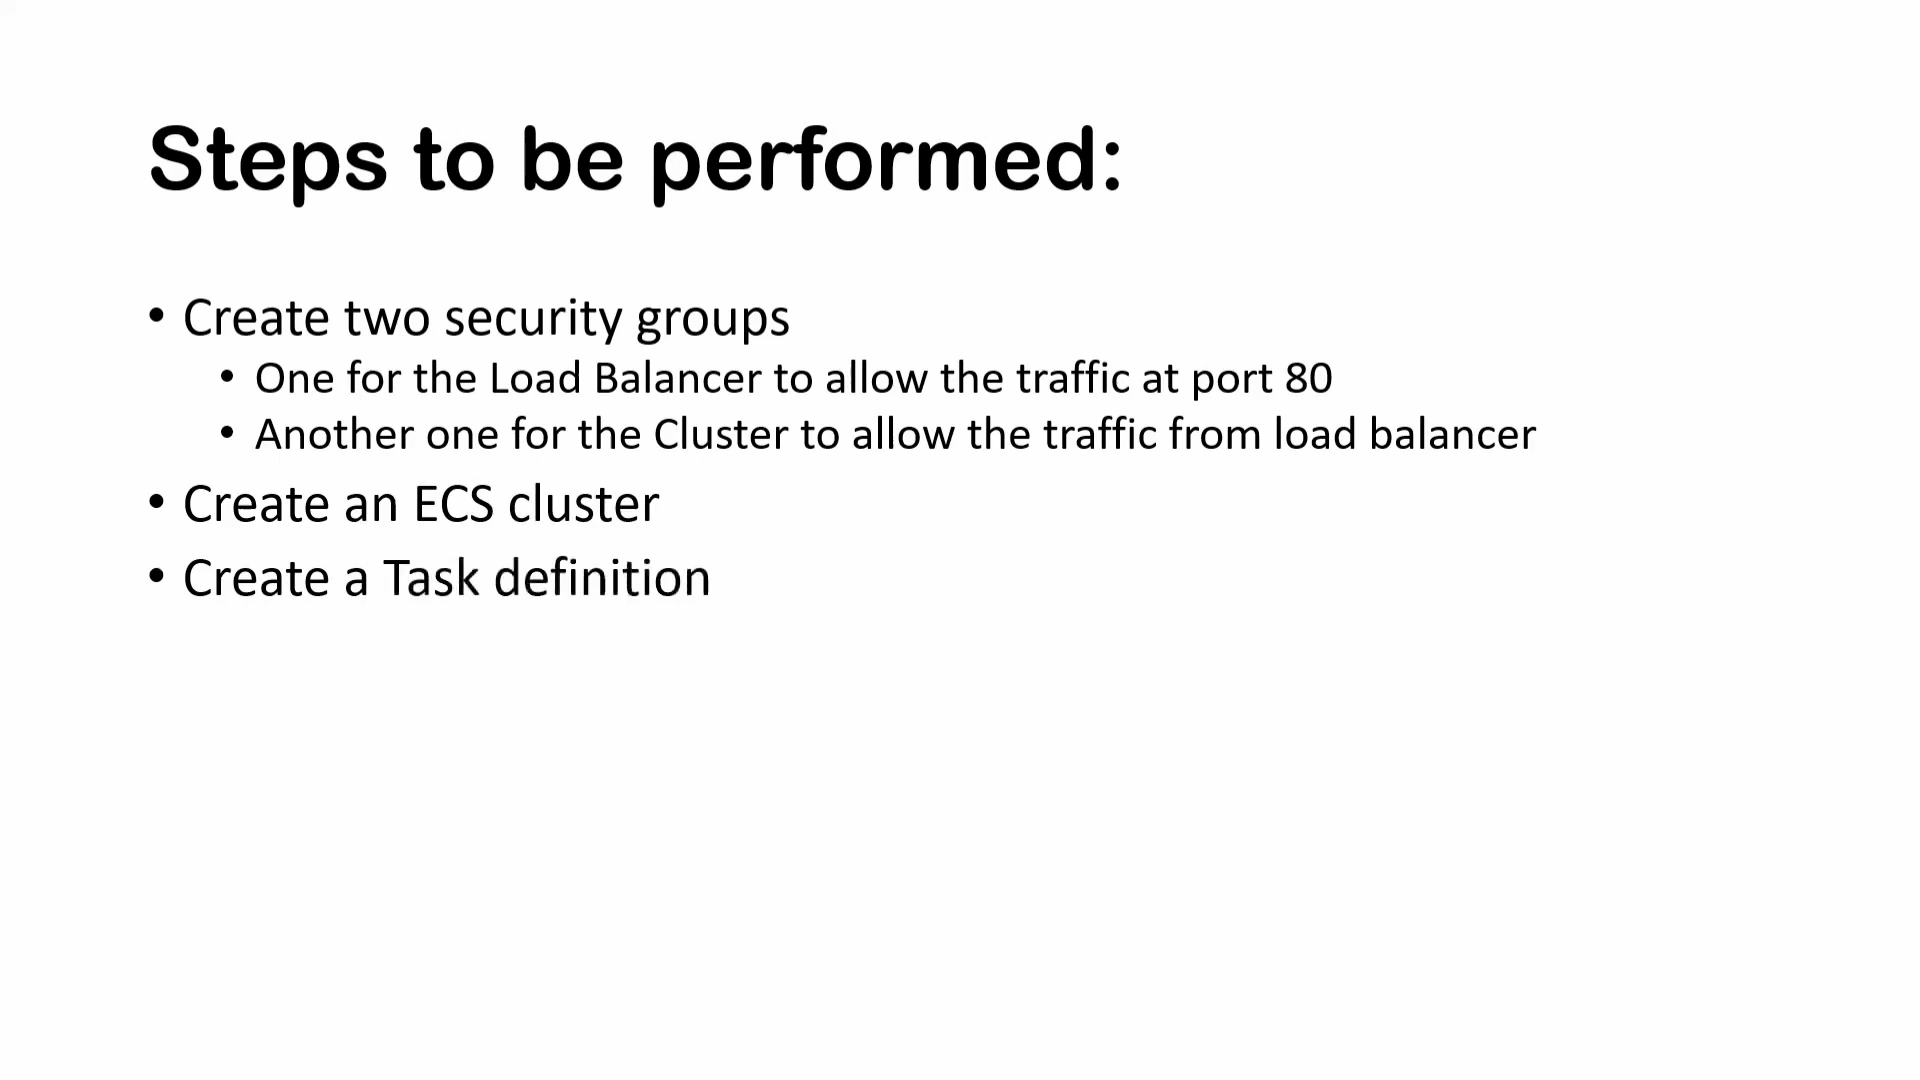 Steps to be performed:
• Create two security groups
• One for the Load Balancer to allow the traffic at port 80
• Another one for the Cluster to allow the traffic from load balancer
• Create an ECS cluster
• Create a Task definition